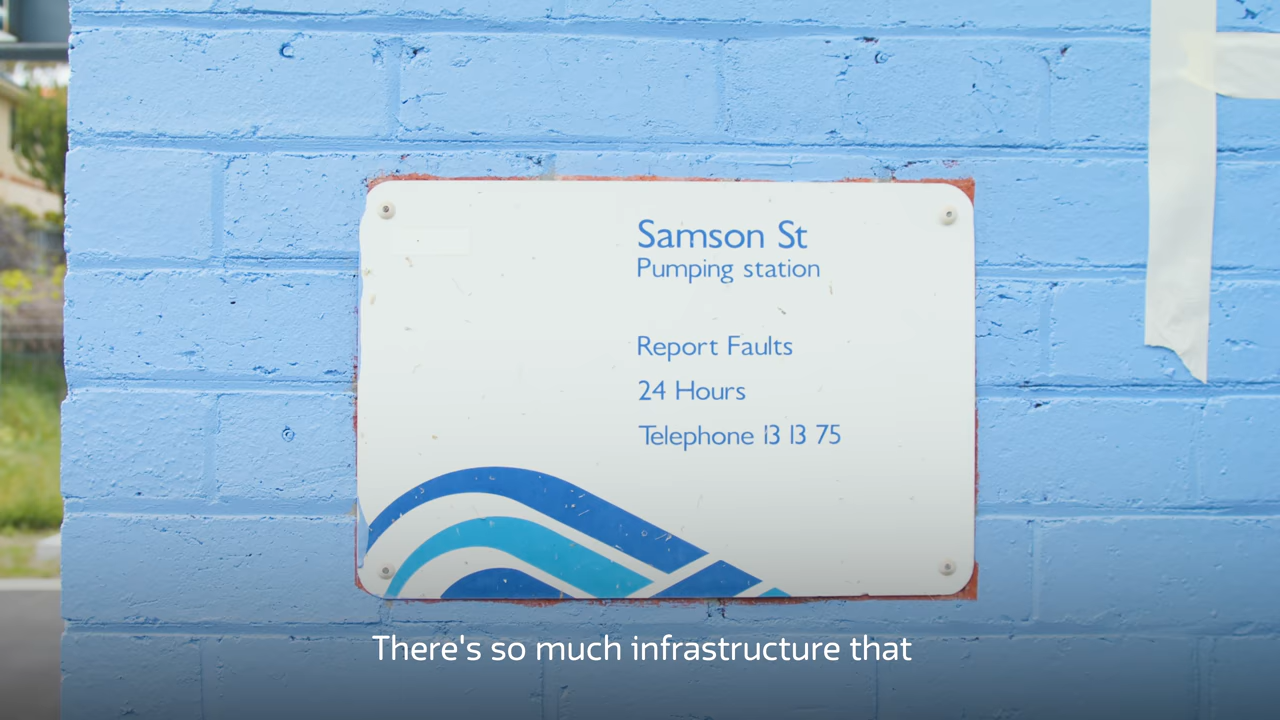 Samson St
Pumping station
Report Faults
24 Hours
Telephone 13 13 75
There's so much infrastructure that